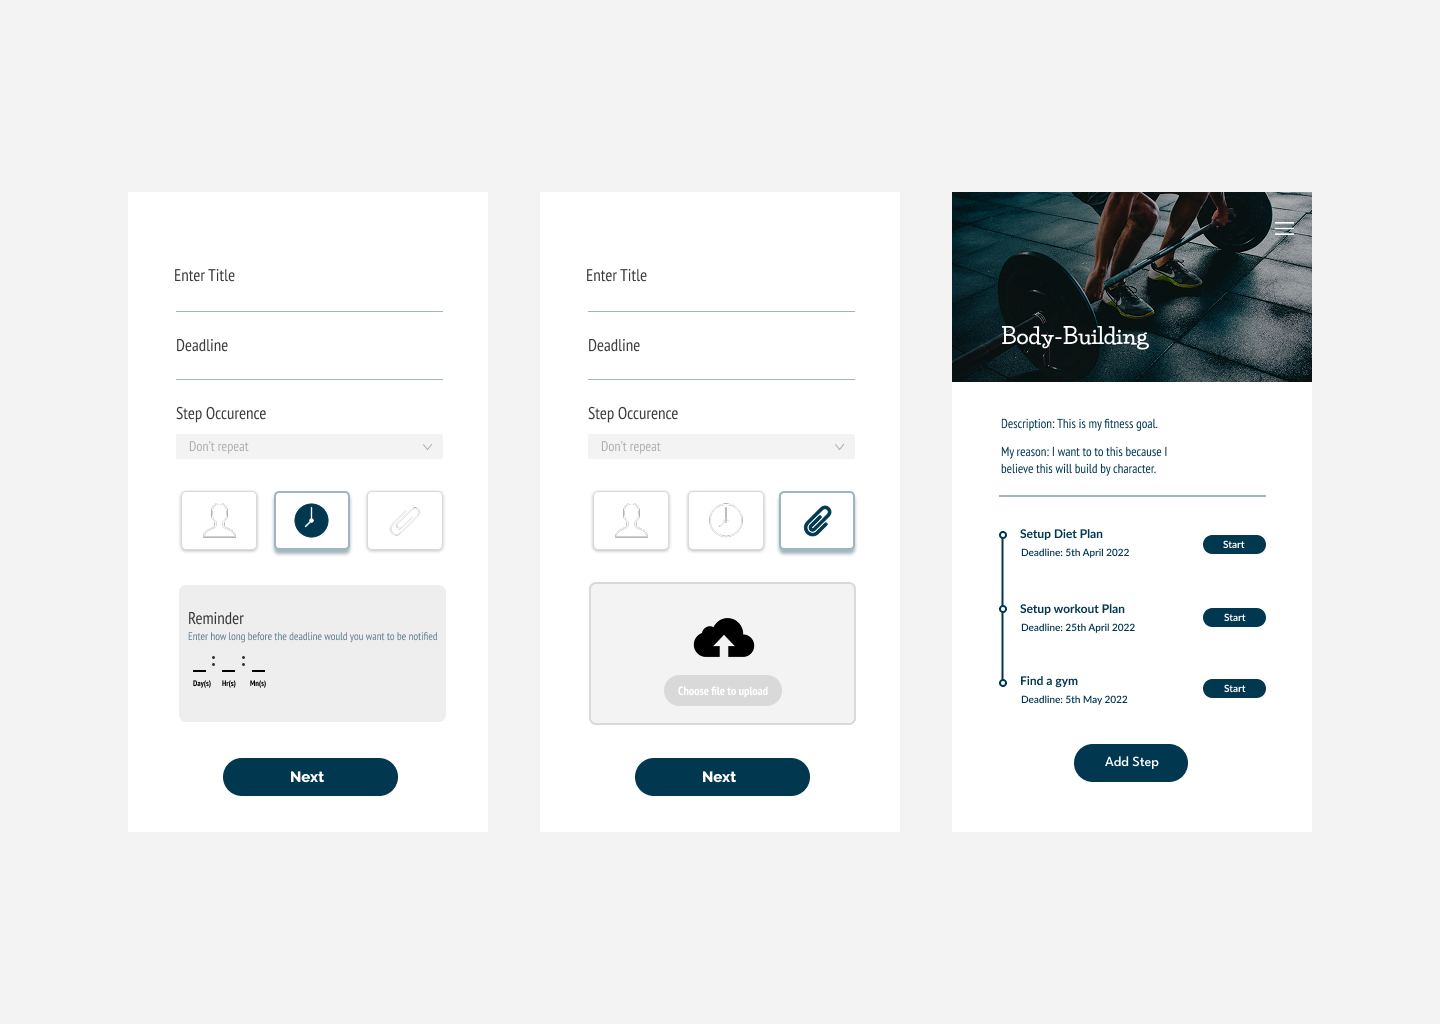 Enter Title
Deadline
Step Occurence
Don't repeat
Reminder
Enter how long before the deadline would you want to be notified
_ : _ : _
Day(s) Hr(s) Mn(s)
Next
Enter Title
Deadline
Step Occurence
Don't repeat
Choose file to upload
Next
Body-Building
Description: This is my fitness goal.
My reason: I want to to this because I
believe this will build by character.
Setup Diet Plan
Deadline: 5th April 2022
Start
Setup workout Plan
Deadline: 25th April 2022
Start
Find a gym
Deadline: 5th May 2022
Start
Add Step